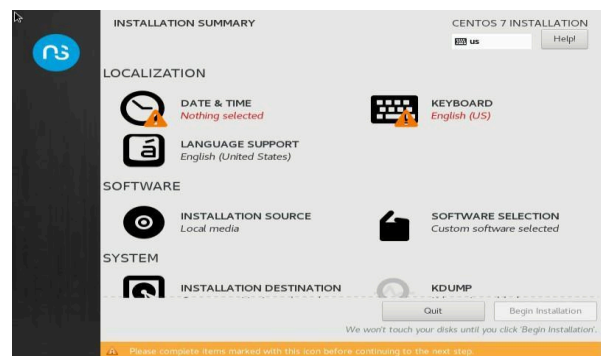 INSTALLATION SUMMARY
CENTOS 7 INSTALLATION
us
Help!
LOCALIZATION
DATE & TIME
Nothing selected
KEYBOARD
English (US)
á
LANGUAGE SUPPORT
English (United States)
SOFTWARE
INSTALLATION SOURCE
Local media
SOFTWARE SELECTION
Custom software selected
SYSTEM
INSTALLATION DESTINATION
KDUMP
Quit
Begin Installation
We won't touch your disks until you click 'Begin Installation'.
Please complete items marked with this icon before continuing to the next step.